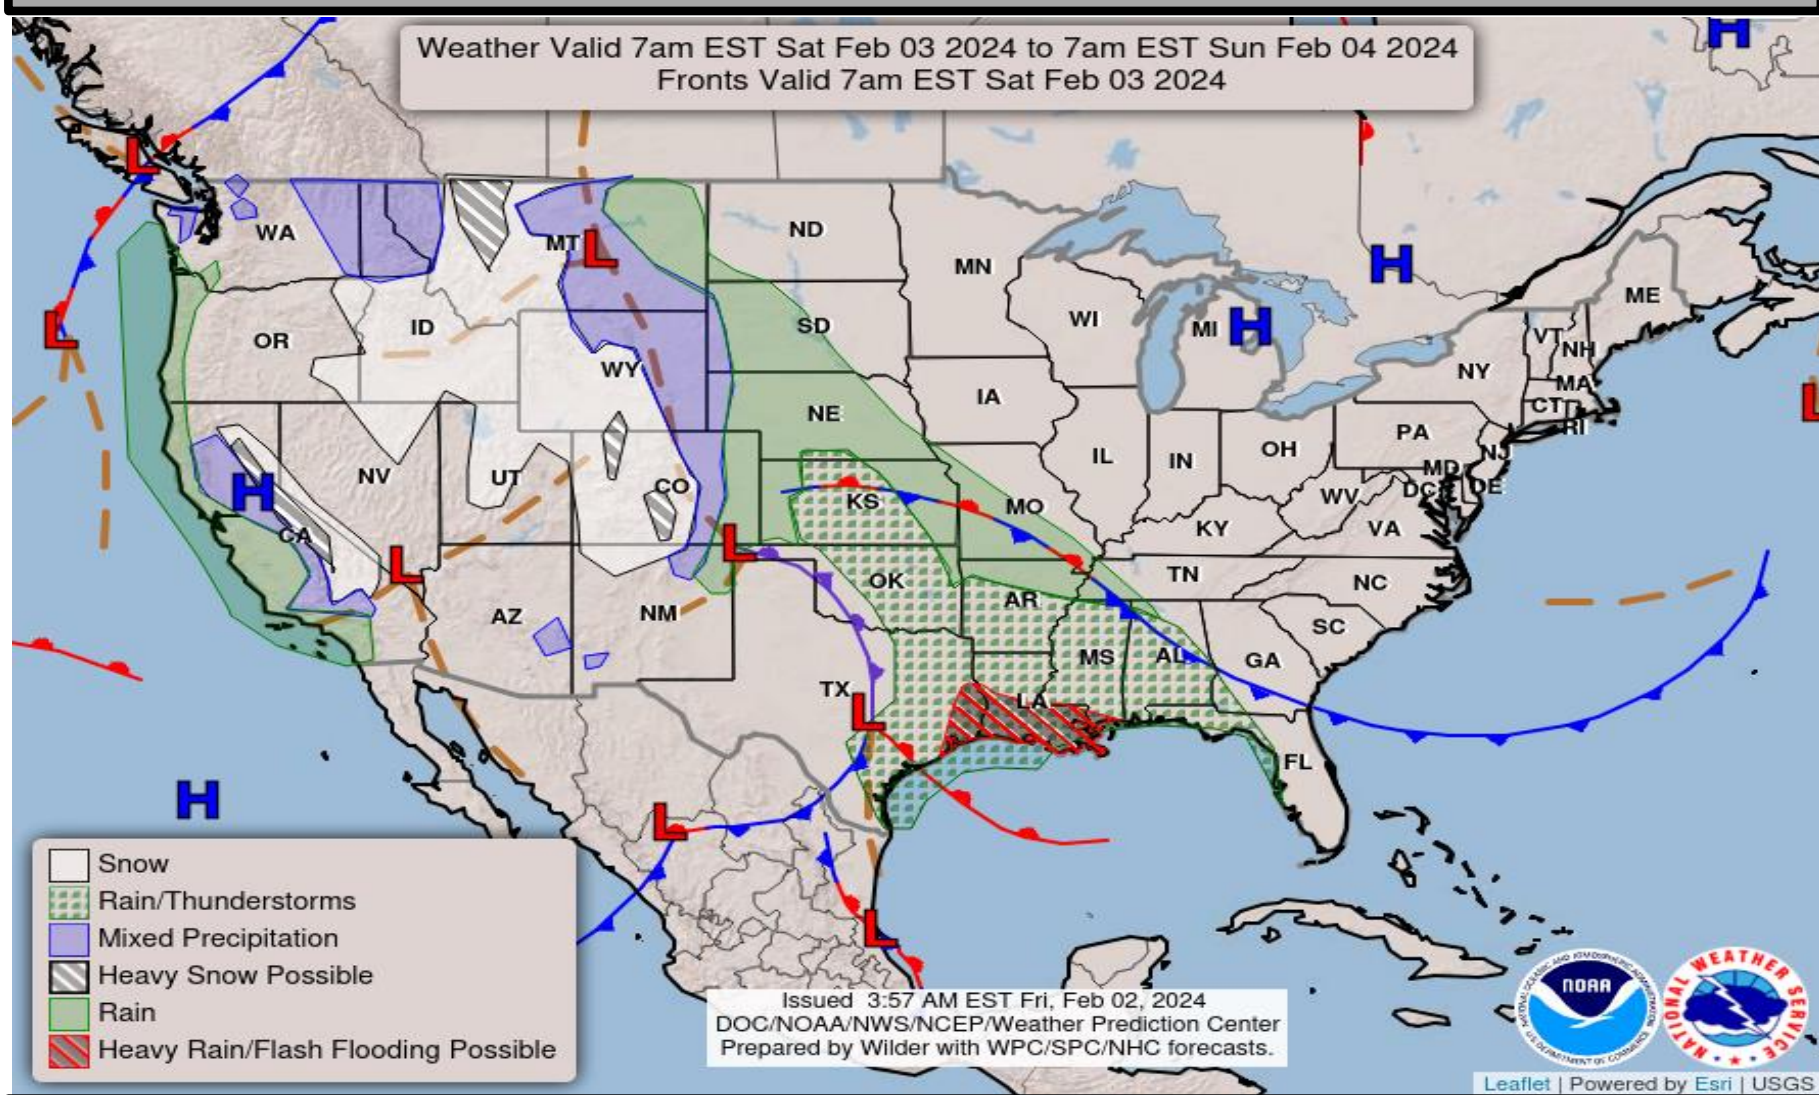 Weather Valid 7am EST Sat Feb 03 2024 to 7am EST Sun Feb 04 2024
Fronts Valid 7am EST Sat Feb 03 2024
H
L
WA
MT
L
ND
MN
H
ME
L
OR
ID
WY
SD
WI
MI
H
VT
NH
NY
MA
CT
RI
L
NE
IA
PA
NJ
H
CA
NV
UT
CO
KS
MO
IL
IN
OH
MD
DC
DE
WV
VA
KY
L
L
AZ
NM
OK
AR
TN
NC
SC
MS
AL
GA
TX
L
LA
FL
H
L
L
Snow
Rain/Thunderstorms
Mixed Precipitation
Heavy Snow Possible
Rain
Heavy Rain/Flash Flooding Possible
Issued 3:57 AM EST Fri, Feb 02, 2024
DOC/NOAA/NWS/NCEP/Weather Prediction Center
Prepared by Wilder with WPC/SPC/NHC forecasts.
NOAA
NATIONAL WEATHER SERVICE
Leaflet | Powered by Esri | USGS